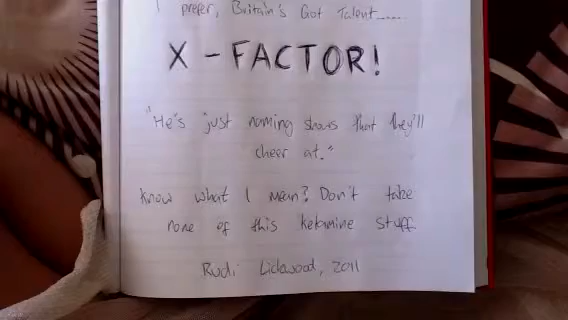 I prefer, Britain's Got Talent.....
X - FACTOR!
"He's just naming shows that they'll
cheer at."
Know what I mean? Don't take
none of this ketamine stuff
Rudi Lickwood, 2011